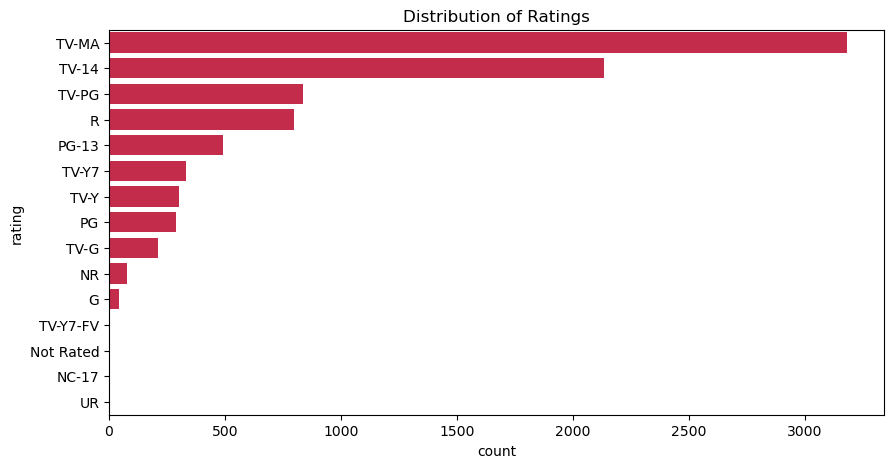 Distribution of Ratings
TV-MA
TV-14
TV-PG
R
PG-13
TV-Y7
TV-Y
PG
TV-G
NR
G
TV-Y7-FV
Not Rated
NC-17
UR
rating
0 500 1000 1500 2000 2500 3000
count